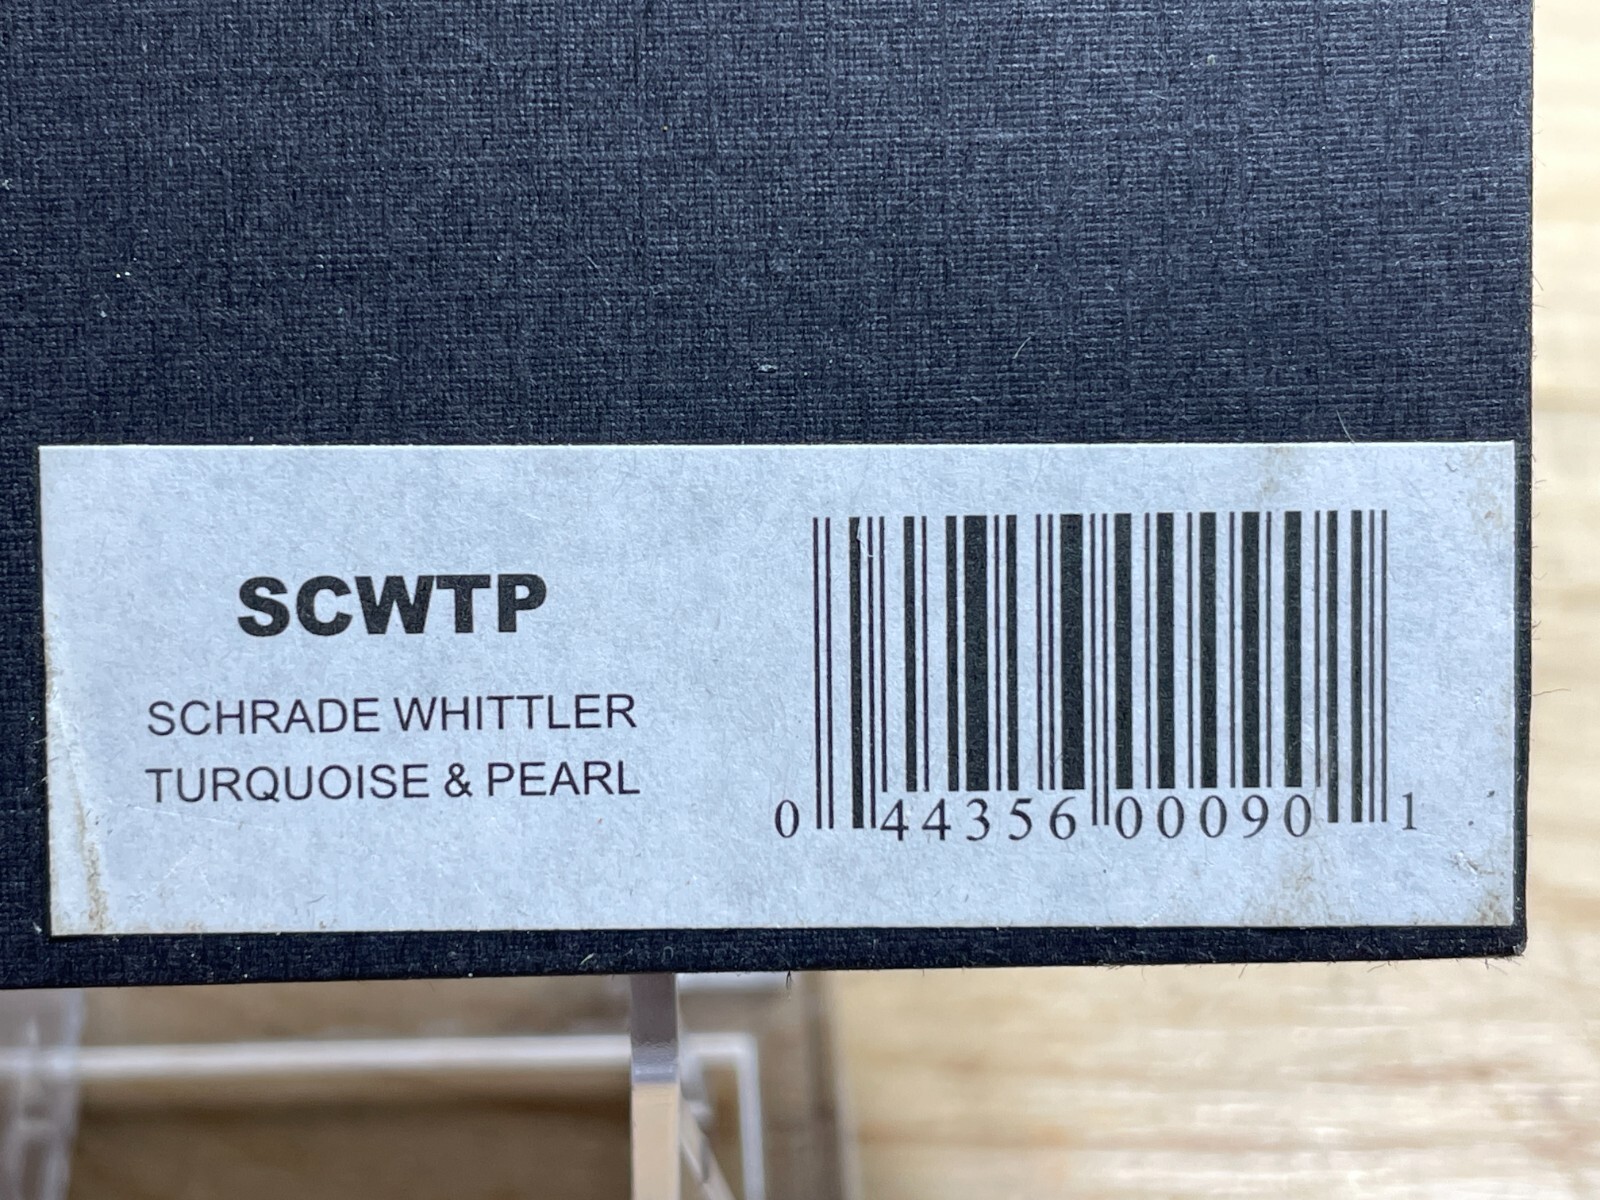 SCWTP
SCHRADE WHITTLER
TURQUOISE & PEARL
0 44356 00090 1